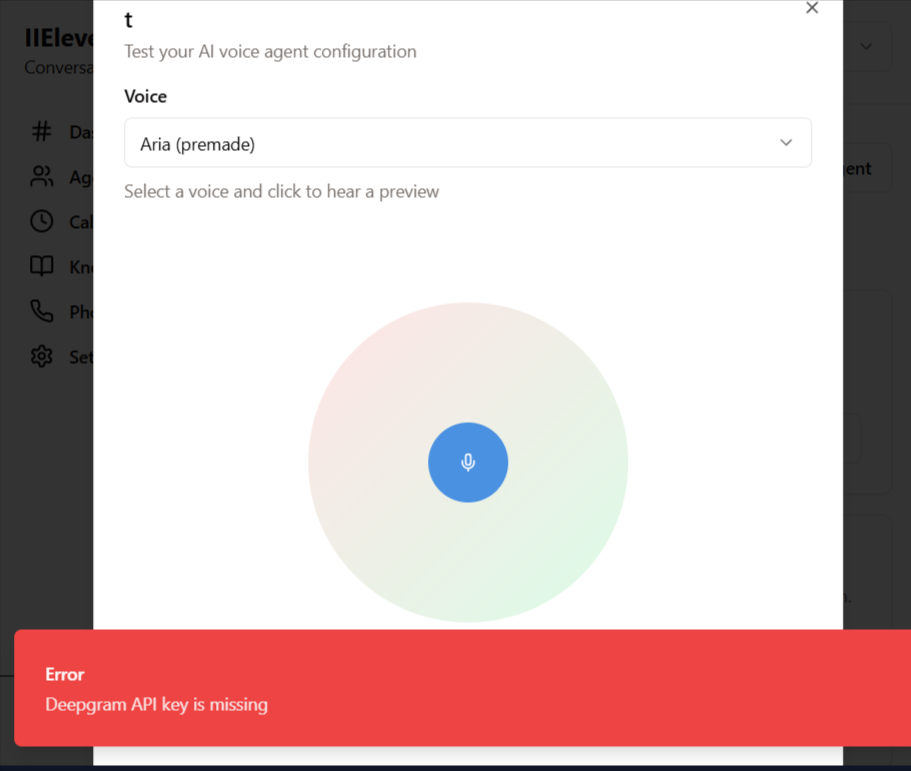 t
Test your AI voice agent configuration
Voice
Aria (premade)
Select a voice and click to hear a preview
IIEleve
Conversa
Das
Age
Cal
Kno
Pho
Set
ent
Error
Deepgram API key is missing